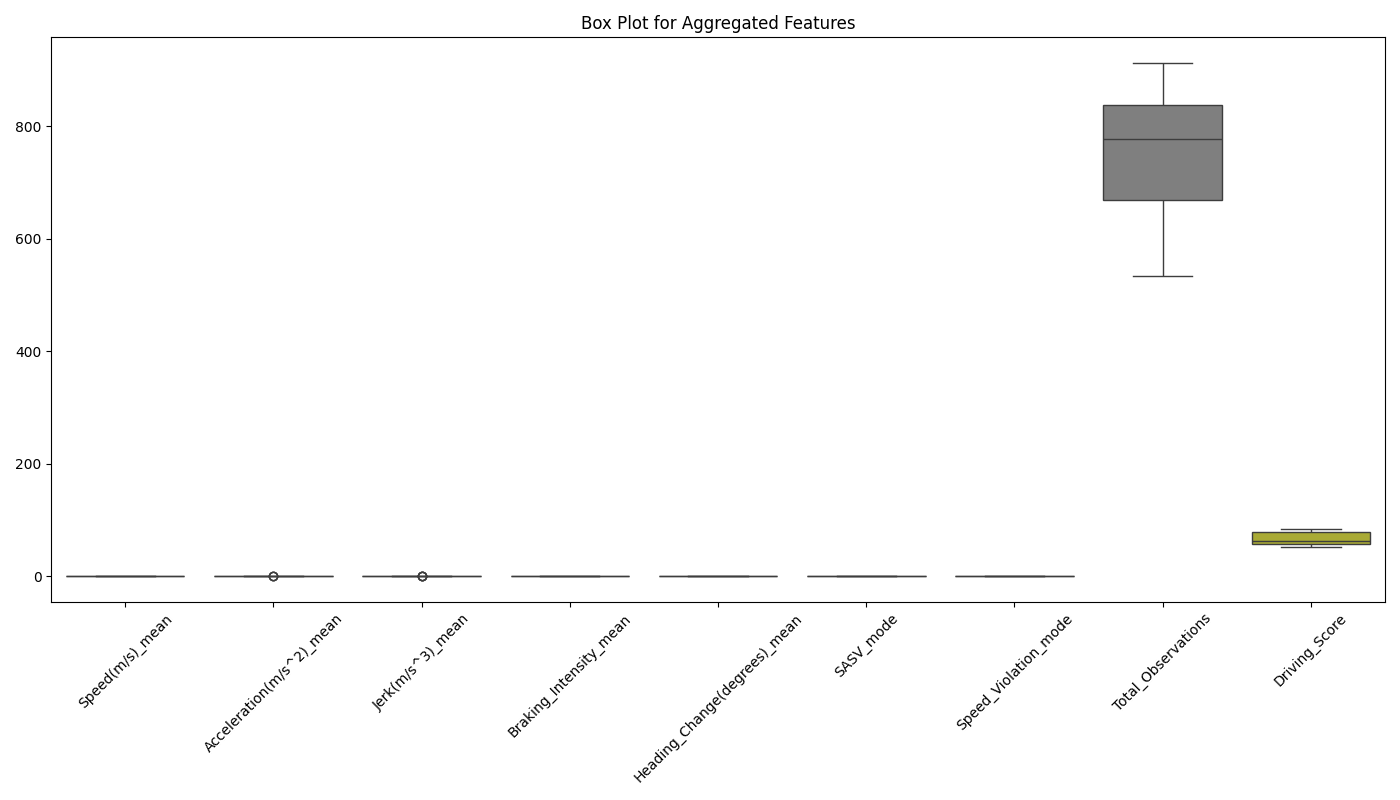 Box Plot for Aggregated Features
800
600
400
200
0
Speed(m/s)_mean
Acceleration(m/s^2)_mean
Jerk(m/s^3)_mean
Braking_Intensity_mean
Heading_Change(degrees)_mean
SASV_mode
Speed_Violation_mode
Total_Observations
Driving_Score